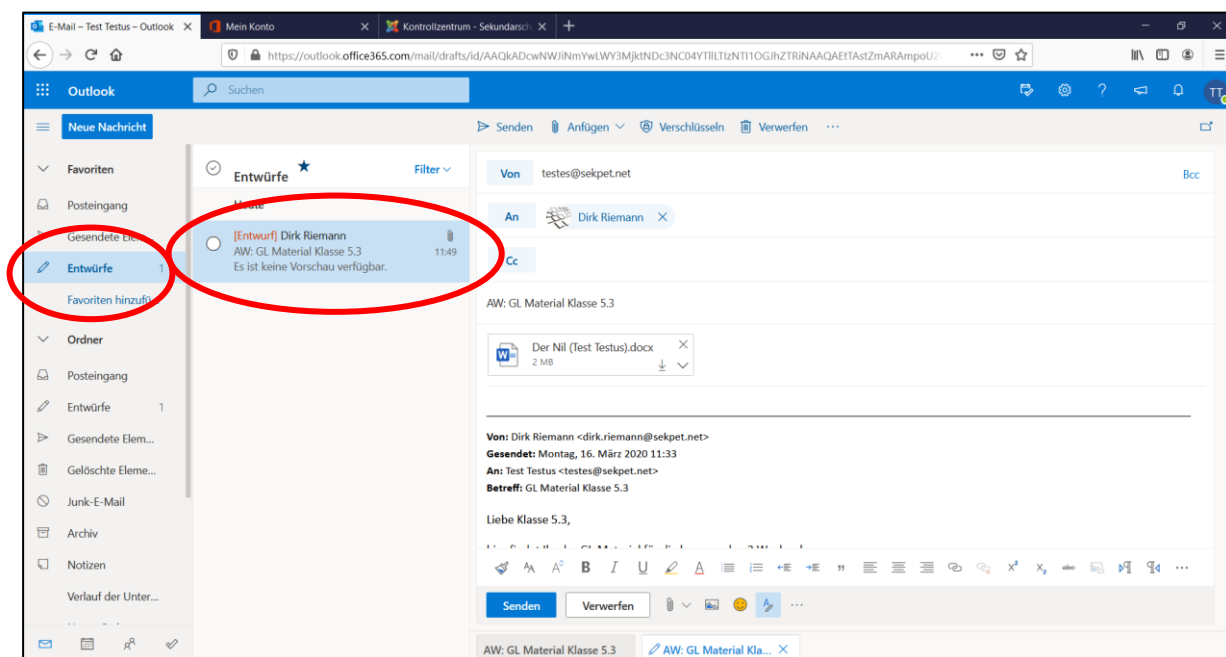 E-Mail – Test Testus – Outlook
Mein Konto
Kontrollzentrum - Sekundarsch
https://outlook.office365.com/mail/drafts/id/
Outlook
Suchen
TT
Neue Nachricht
Senden Anfügen Verschlüsseln Verwerfen ...
Favoriten
Posteingang
Gesendete Ele
Entwürfe 1
Favoriten hinzufü
Ordner
Posteingang
Entwürfe 1
Gesendete Elem...
Gelöschte Eleme...
Junk-E-Mail
Archiv
Notizen
Verlauf der Unter...
Entwürfe
Filter
Heute
[Entwurf] Dirk Riemann
AW: GL Material Klasse 5.3 11:49
Es ist keine Vorschau verfügbar.
Von testes@sekpet.net Bcc
An Dirk Riemann
Cc
AW: GL Material Klasse 5.3
Der Nil (Test Testus).docx
2 MB
Von: Dirk Riemann <dirk.riemann@sekpet.net>
Gesendet: Montag, 16. März 2020 11:33
An: Test Testus <testes@sekpet.net>
Betreff: GL Material Klasse 5.3
Liebe Klasse 5.3,
Senden Verwerfen
AW: GL Material Klasse 5.3
AW: GL Material Kla...